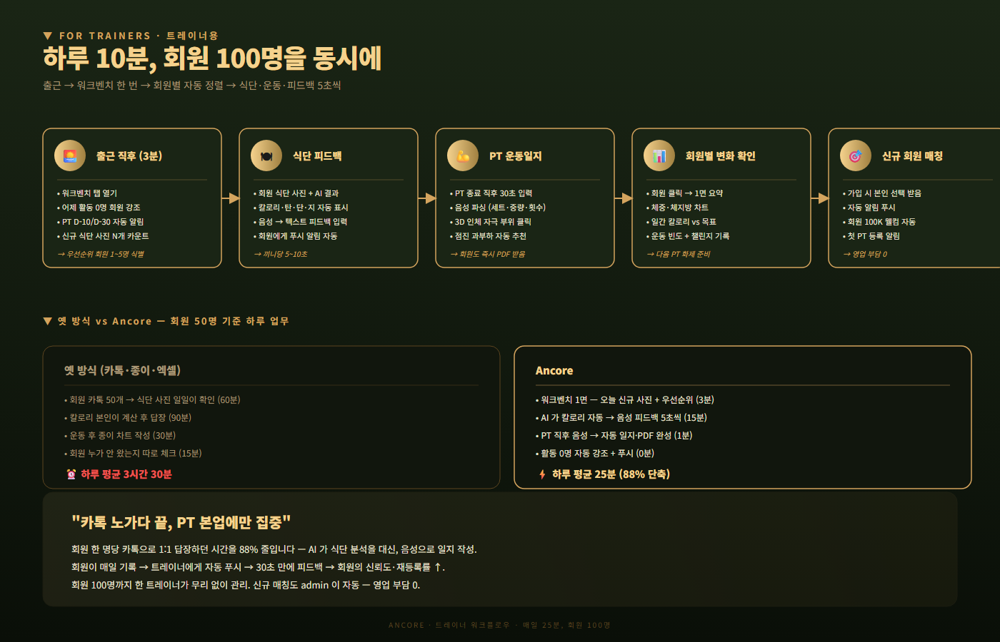 ▼ FOR TRAINERS · 트레이너용
하루 10분, 회원 100명을 동시에
출근 → 워크벤치 한 번 → 회원별 자동 정렬 → 식단·운동·피드백 5초씩
출근 직후 (3분)
• 워크벤치 탭 열기
• 어제 활동 0명 회원 강조
• PT D-10/D-30 자동 알림
• 신규 식단 사진 N개 카운트
→ 우선순위 회원 1~5명 식별
식단 피드백
• 회원 식단 사진 + AI 결과
• 칼로리·탄·단·지 자동 표시
• 음성 → 텍스트 피드백 입력
• 회원에게 푸시 알림 자동
→ 끼니당 5~10초
PT 운동일지
• PT 종료 직후 30초 입력
• 음성 파싱 (세트·중량·횟수)
• 3D 인체 자극 부위 클릭
• 점진 과부하 자동 추천
→ 회원도 즉시 PDF 받음
회원별 변화 확인
• 회원 클릭 → 1면 요약
• 체중·체지방 차트
• 일간 칼로리 vs 목표
• 운동 빈도 + 챌린지 기록
→ 다음 PT 화제 준비
신규 회원 매칭
• 가입 시 본인 선택 받음
• 자동 알림 푸시
• 회원 100K 웰컴 자동
• 첫 PT 등록 알림
→ 영업 부담 0
▼ 옛 방식 vs Ancore — 회원 50명 기준 하루 업무
옛 방식 (카톡·종이·엑셀)
• 회원 카톡 50개 → 식단 사진 일일이 확인 (60분)
• 칼로리 본인이 계산 후 답장 (90분)
• 운동 후 종이 차트 작성 (30분)
• 회원 누가 안 왔는지 따로 체크 (15분)
⏰ 하루 평균 3시간 30분
Ancore
• 워크벤치 1면 — 오늘 신규 사진 + 우선순위 (3분)
• AI 가 칼로리 자동 → 음성 피드백 5초씩 (15분)
• PT 직후 음성 → 자동 일지·PDF 완성 (1분)
• 활동 0명 자동 강조 + 푸시 (0분)
⚡ 하루 평균 25분 (88% 단축)
"카톡 노가다 끝, PT 본업에만 집중"
회원 한 명당 카톡으로 1:1 답장하던 시간을 88% 줄입니다 — AI 가 식단 분석을 대신, 음성으로 일지 작성.
회원이 매일 기록 → 트레이너에게 자동 푸시 → 30초 만에 피드백 → 회원의 신뢰도·재등록률 ↑.
회원 100명까지 한 트레이너가 무리 없이 관리. 신규 매칭도 admin 이 자동 — 영업 부담 0.
ANCORE · 트레이너 워크플로우 · 매일 25분, 회원 100명